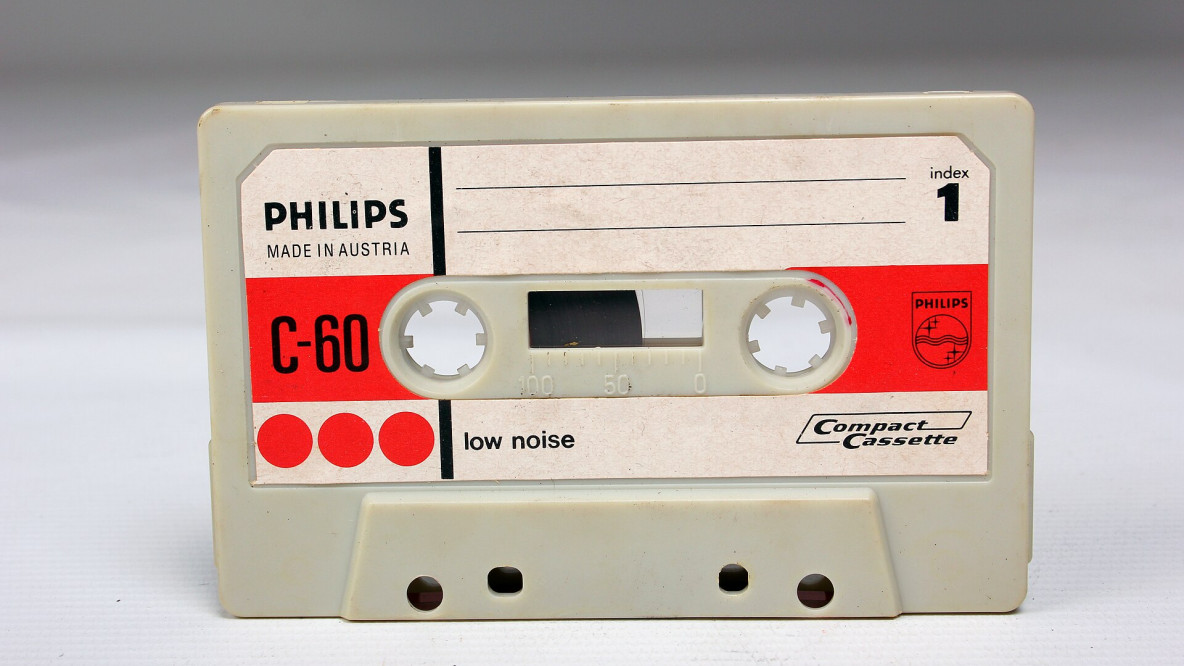 PHILIPS
MADE IN AUSTRIA
index
1
C-60
100 50 0
PHILIPS
low noise
Compact
Cassette